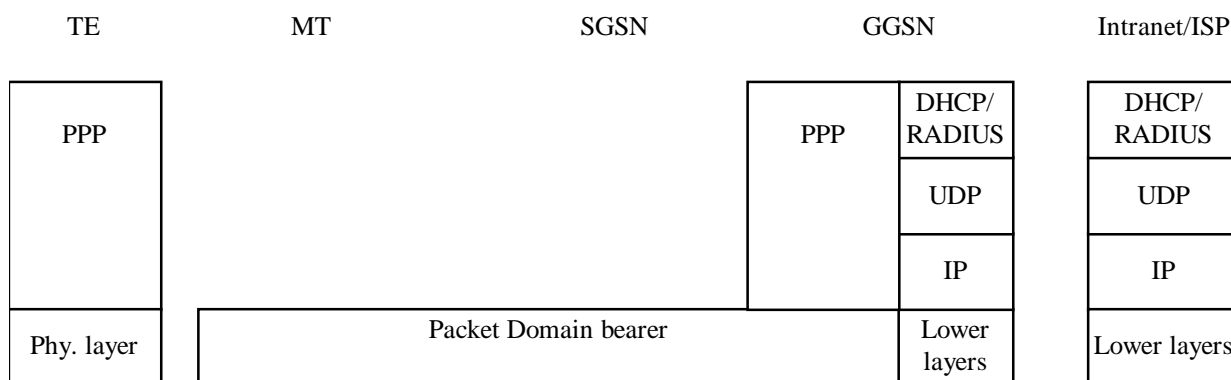 TE MT SGSN GGSN Intranet/ISP
PPP
PPP
DHCP/
RADIUS
DHCP/
RADIUS
UDP
UDP
IP
IP
Phy. layer
Packet Domain bearer
Lower
layers
Lower layers